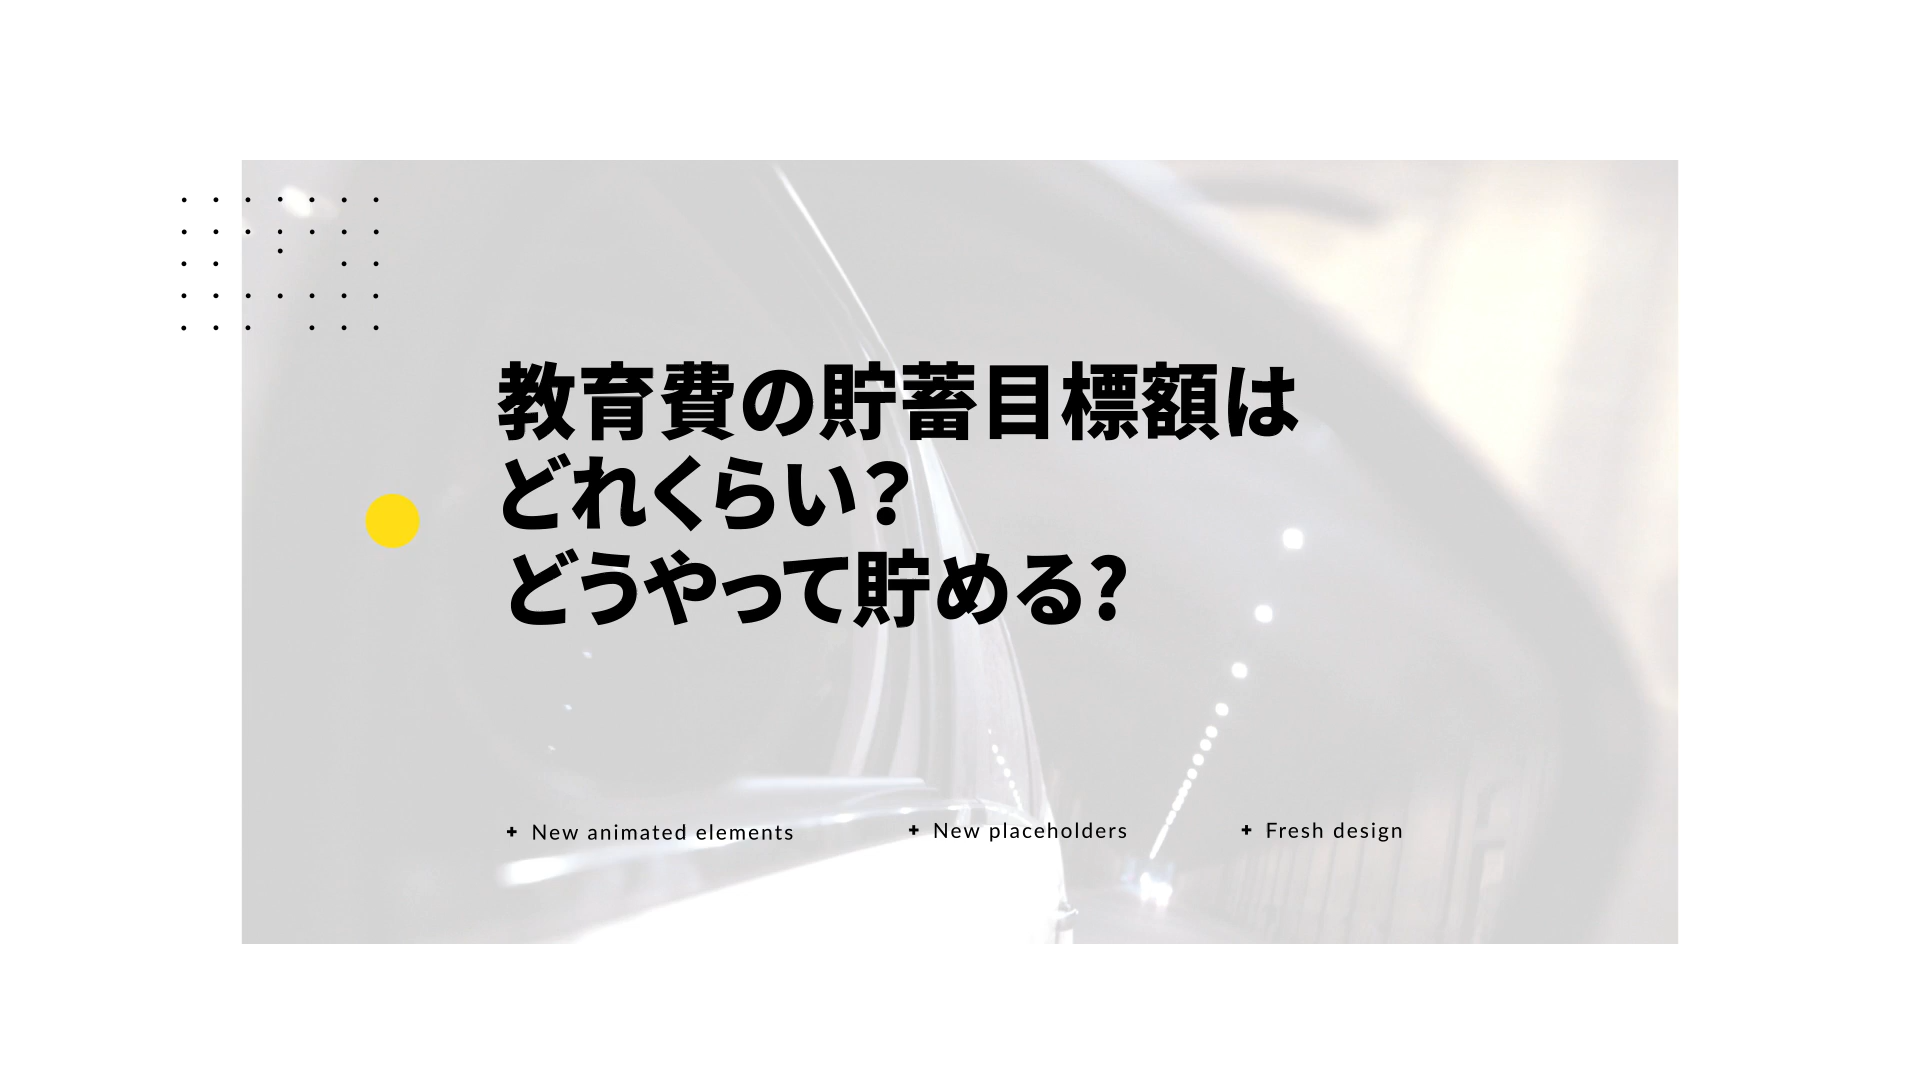 教育費の貯蓄目標額は
どれくらい？
どうやって貯める?
+ New animated elements
+ New placeholders
+ Fresh design